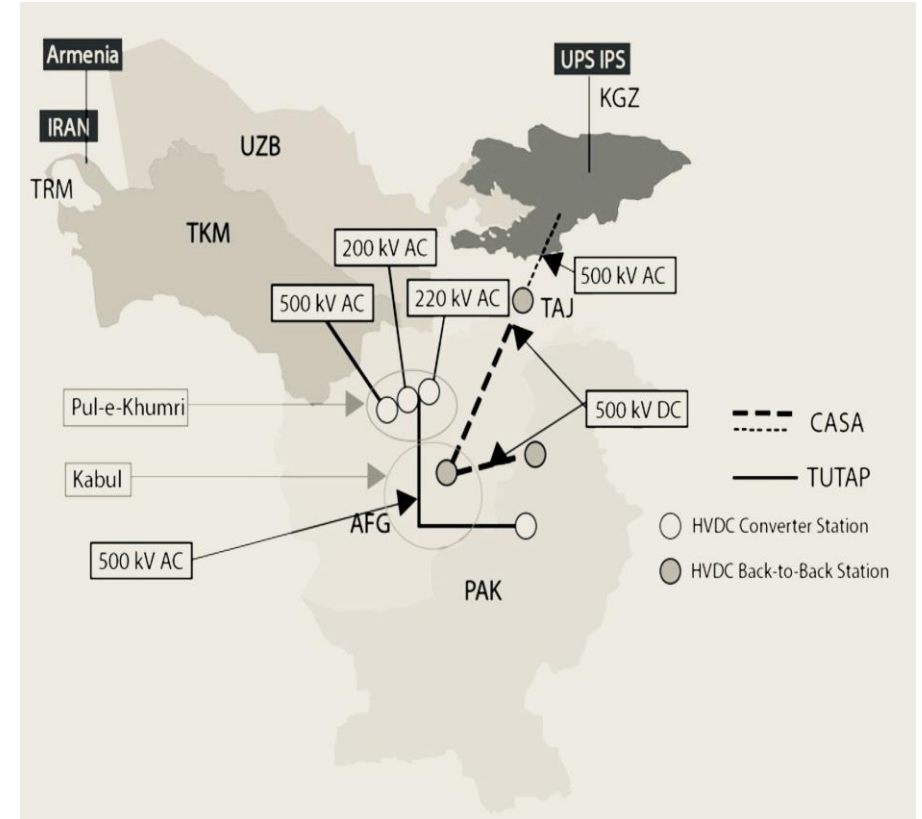 Armenia
UPS IPS
KGZ
IRAN
UZB
TRM
TKM
200 kV AC
500 kV AC
220 kV AC
500 kV AC
TAJ
Pul-e-Khumri
500 kV DC
CASA
Kabul
TUTAP
AFG
HVDC Converter Station
500 kV AC
HVDC Back-to-Back Station
PAK